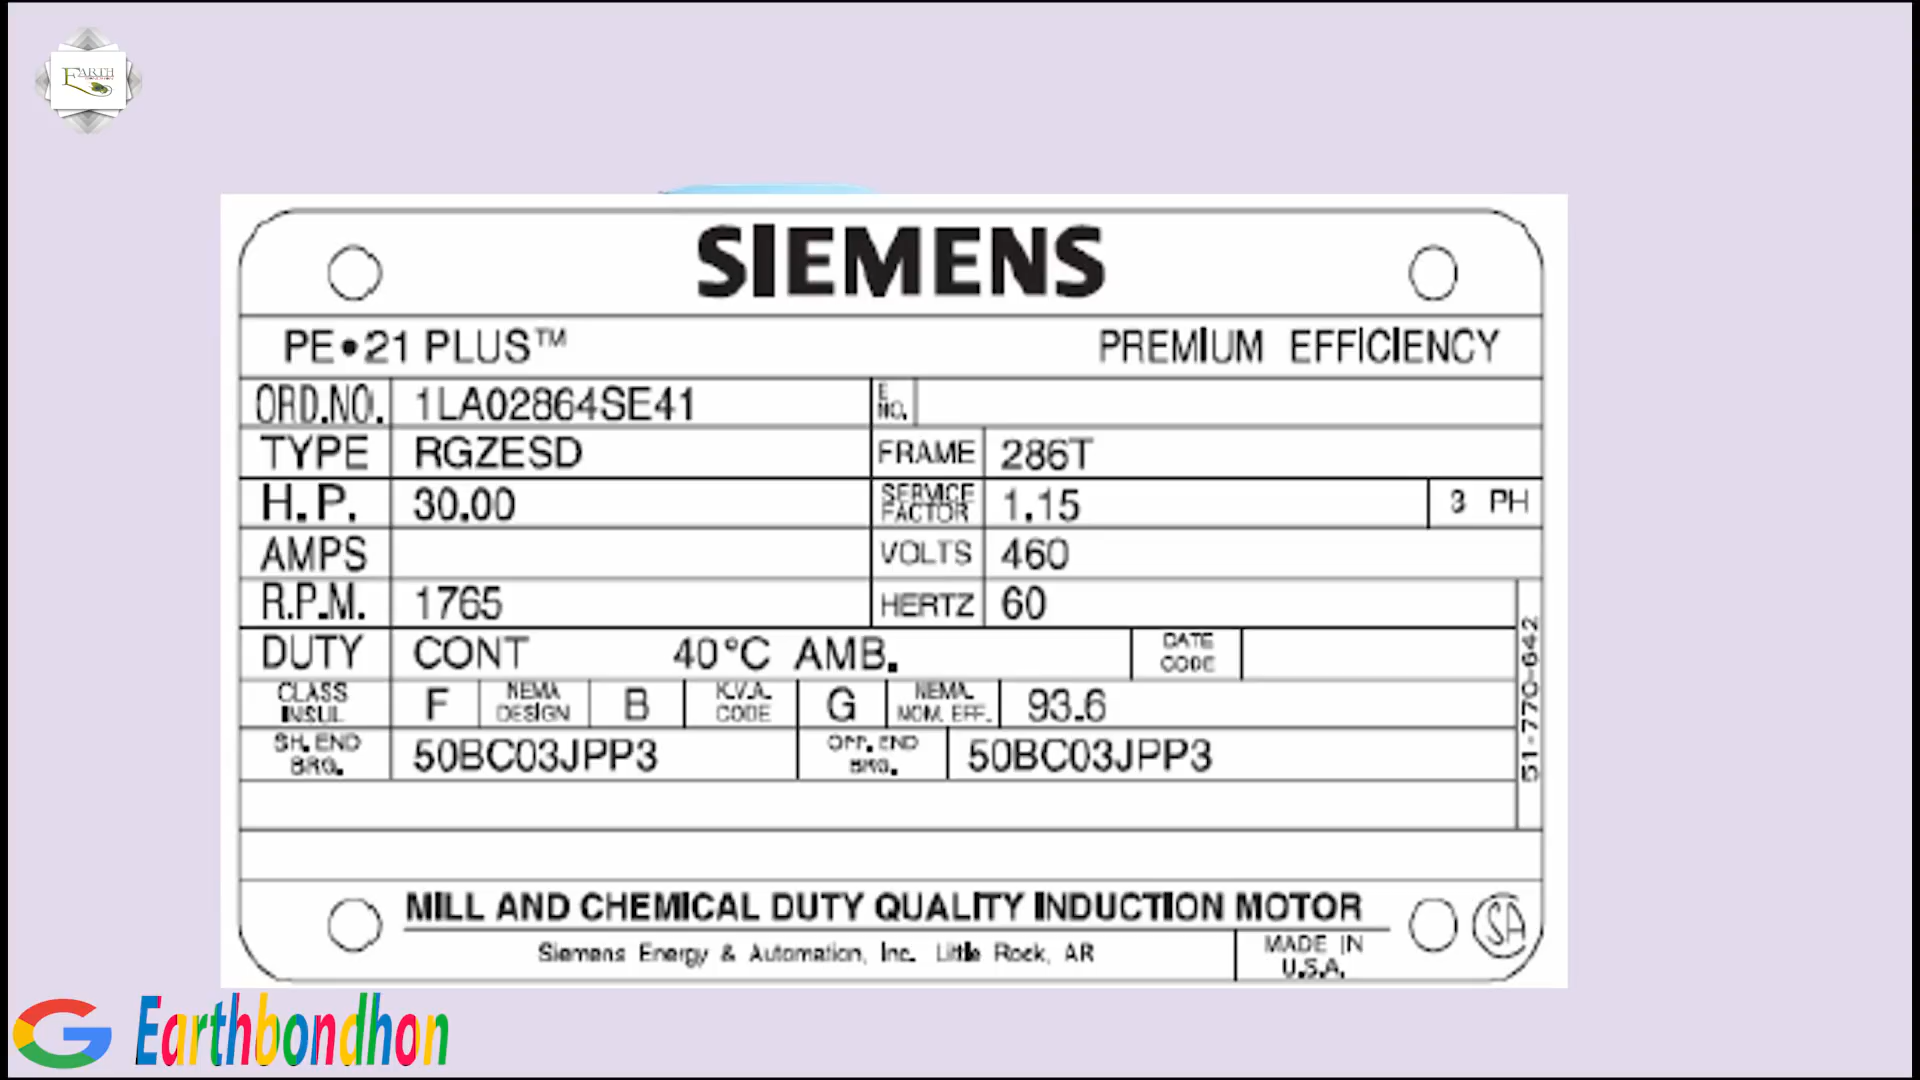 EARTH
SIEMENS
PE•21 PLUS™ PREMIUM EFFICIENCY
ORD.NO. 1LA02864SE41 E NO.
TYPE RGZESD FRAME 286T
H.P. 30.00 SERVICE FACTOR 1.15 3 PH
AMPS VOLTS 460
R.P.M. 1765 HERTZ 60
DUTY CONT 40°C AMB. DATE CODE
CLASS INSUL F NEMA DESIGN B K.V.A. CODE G NEMA NOM. EFF. 93.6
SH. END BRG. 50BC03JPP3 OPP. END BRG. 50BC03JPP3
51-770-642
MILL AND CHEMICAL DUTY QUALITY INDUCTION MOTOR
Siemens Energy & Automation, Inc. Little Rock, AR MADE IN U.S.A.
SA
G Earthbondhon